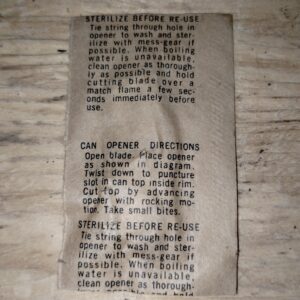 STERILIZE BEFORE RE-USE
Tie string through hole in
opener to wash and ster-
ilize with mess-gear if
possible. When boiling
water is unavailable,
clean opener as thorough-
ly as possible and hold
cutting blade over a
match flame a few sec-
onds immediately before
use.
CAN OPENER DIRECTIONS
Open blade. Place opener
as shown in diagram.
Twist down to puncture
slot in can top inside rim.
Cut top by advancing
opener with rocking mo-
tion. Take small bites.
STERILIZE BEFORE RE-USE
Tie string through hole in
opener to wash and ster-
ilize with mess-gear if
possible. When boiling
water is unavailable,
clean opener as thorough-
ly as possible and hold